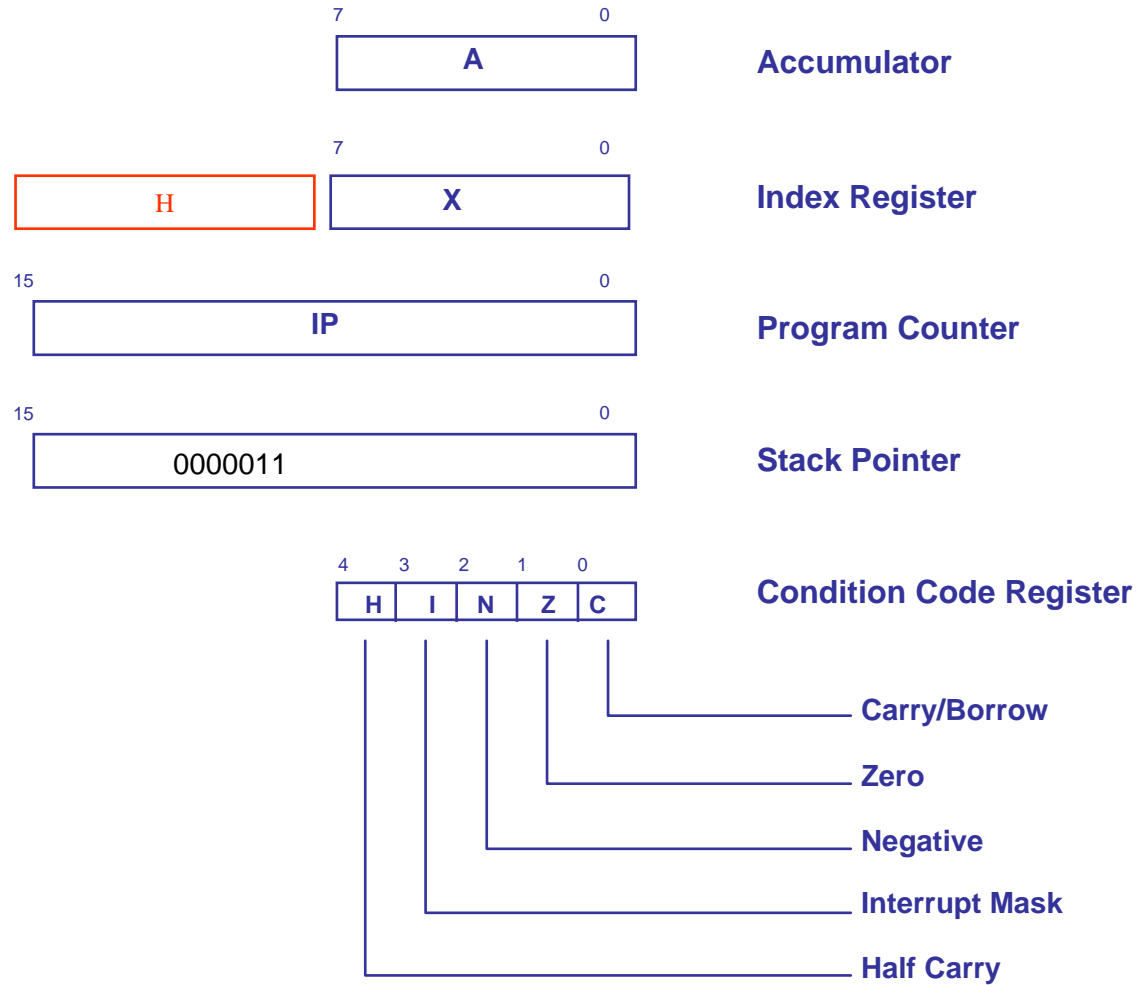 7 0
A Accumulator
7 0
H X Index Register
15 0
IP Program Counter
15 0
0000011 Stack Pointer
4 3 2 1 0
H I N Z C Condition Code Register
Carry/Borrow
Zero
Negative
Interrupt Mask
Half Carry